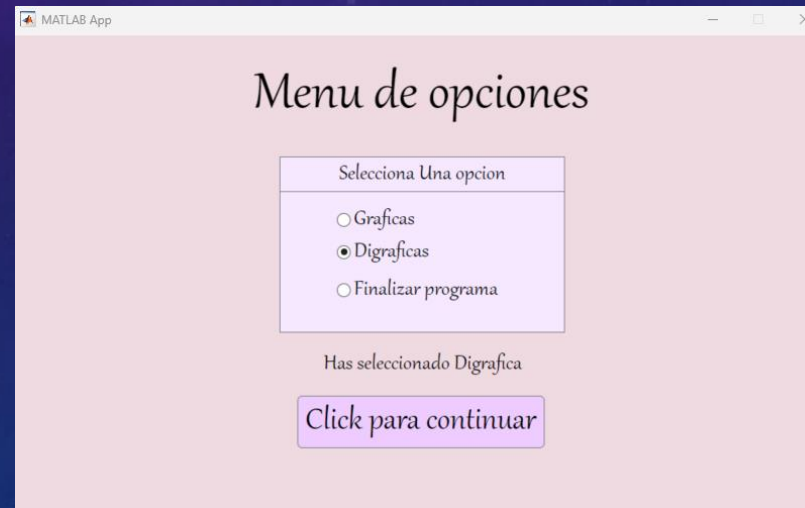 MATLAB App
Menu de opciones
Selecciona Una opcion
Graficas
Digraficas
Finalizar programa
Has seleccionado Digrafica
Click para continuar